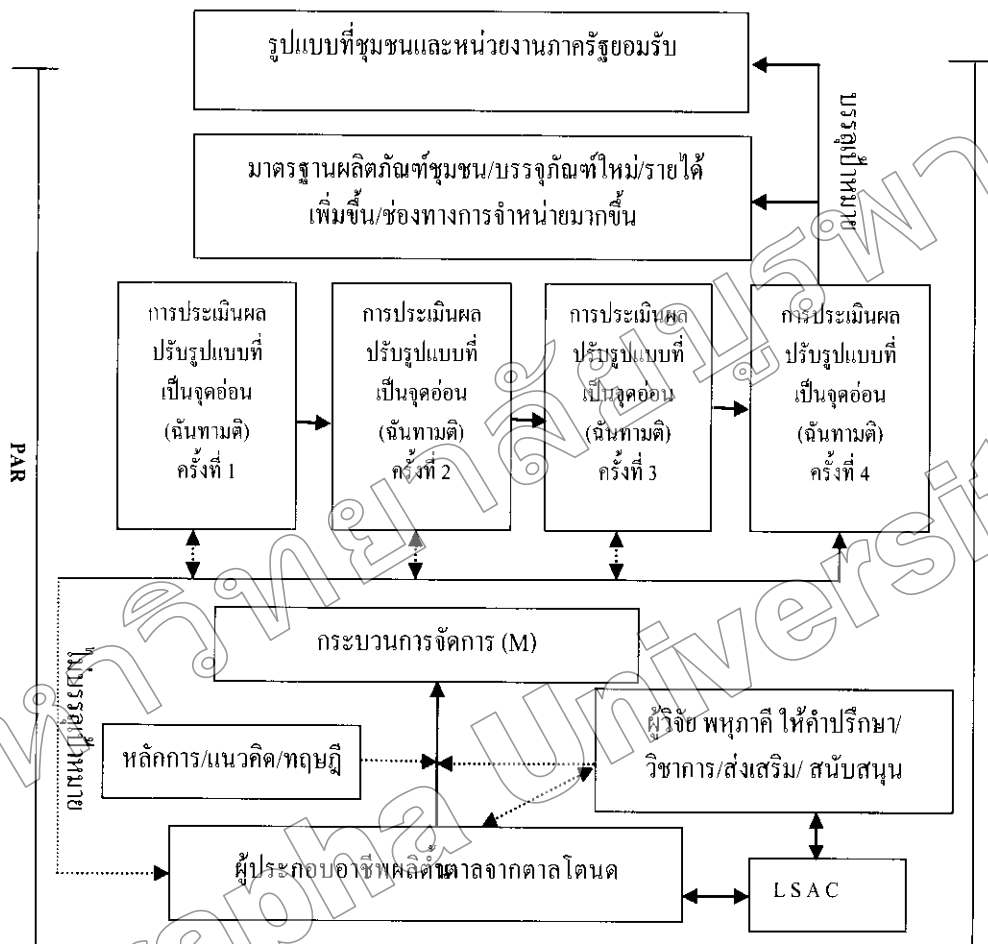 รูปแบบที่ชุมชนและหน่วยงานภาครัฐยอมรับ
มาตรฐานผลิตภัณฑ์ชุมชน/บรรจุภัณฑ์ใหม่/รายได้
เพิ่มขึ้น/ช่องทางการจำหน่ายมากขึ้น
บรรลุเป้าหมาย
การประเมินผล
ปรับรูปแบบที่
เป็นจุดอ่อน
(ฉันทามติ)
ครั้งที่ 1
การประเมินผล
ปรับรูปแบบที่
เป็นจุดอ่อน
(ฉันทามติ)
ครั้งที่ 2
การประเมินผล
ปรับรูปแบบที่
เป็นจุดอ่อน
(ฉันทามติ)
ครั้งที่ 3
การประเมินผล
ปรับรูปแบบที่
เป็นจุดอ่อน
(ฉันทามติ)
ครั้งที่ 4
PAR
กระบวนการจัดการ (M)
ไม่บรรลุเป้าหมาย
หลักการ/แนวคิด/ทฤษฎี
ผู้วิจัย พหุภาคี ให้คำปรึกษา/
วิชาการ/ส่งเสริม/ สนับสนุน
ผู้ประกอบอาชีพผลิตน้ำตาลจากตาลโตนด
LSAC